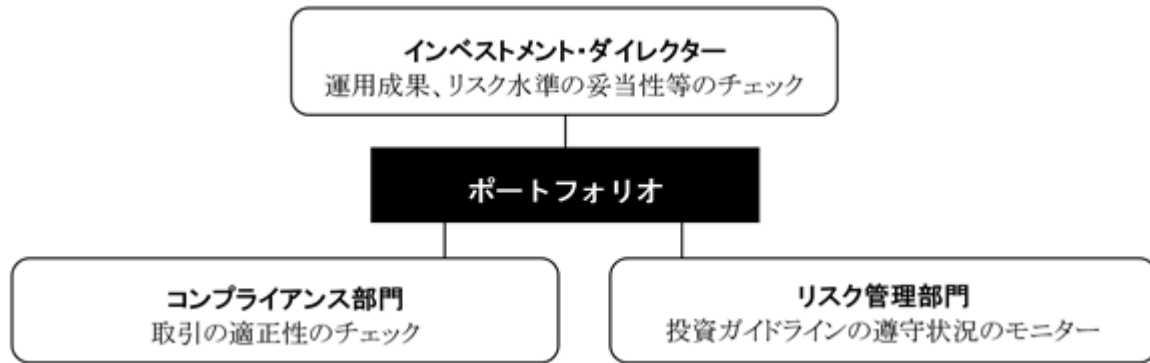 インベストメント・ダイレクター
運用成果、リスク水準の妥当性等のチェック
ポートフォリオ
コンプライアンス部門
取引の適正性のチェック
リスク管理部門
投資ガイドラインの遵守状況のモニター